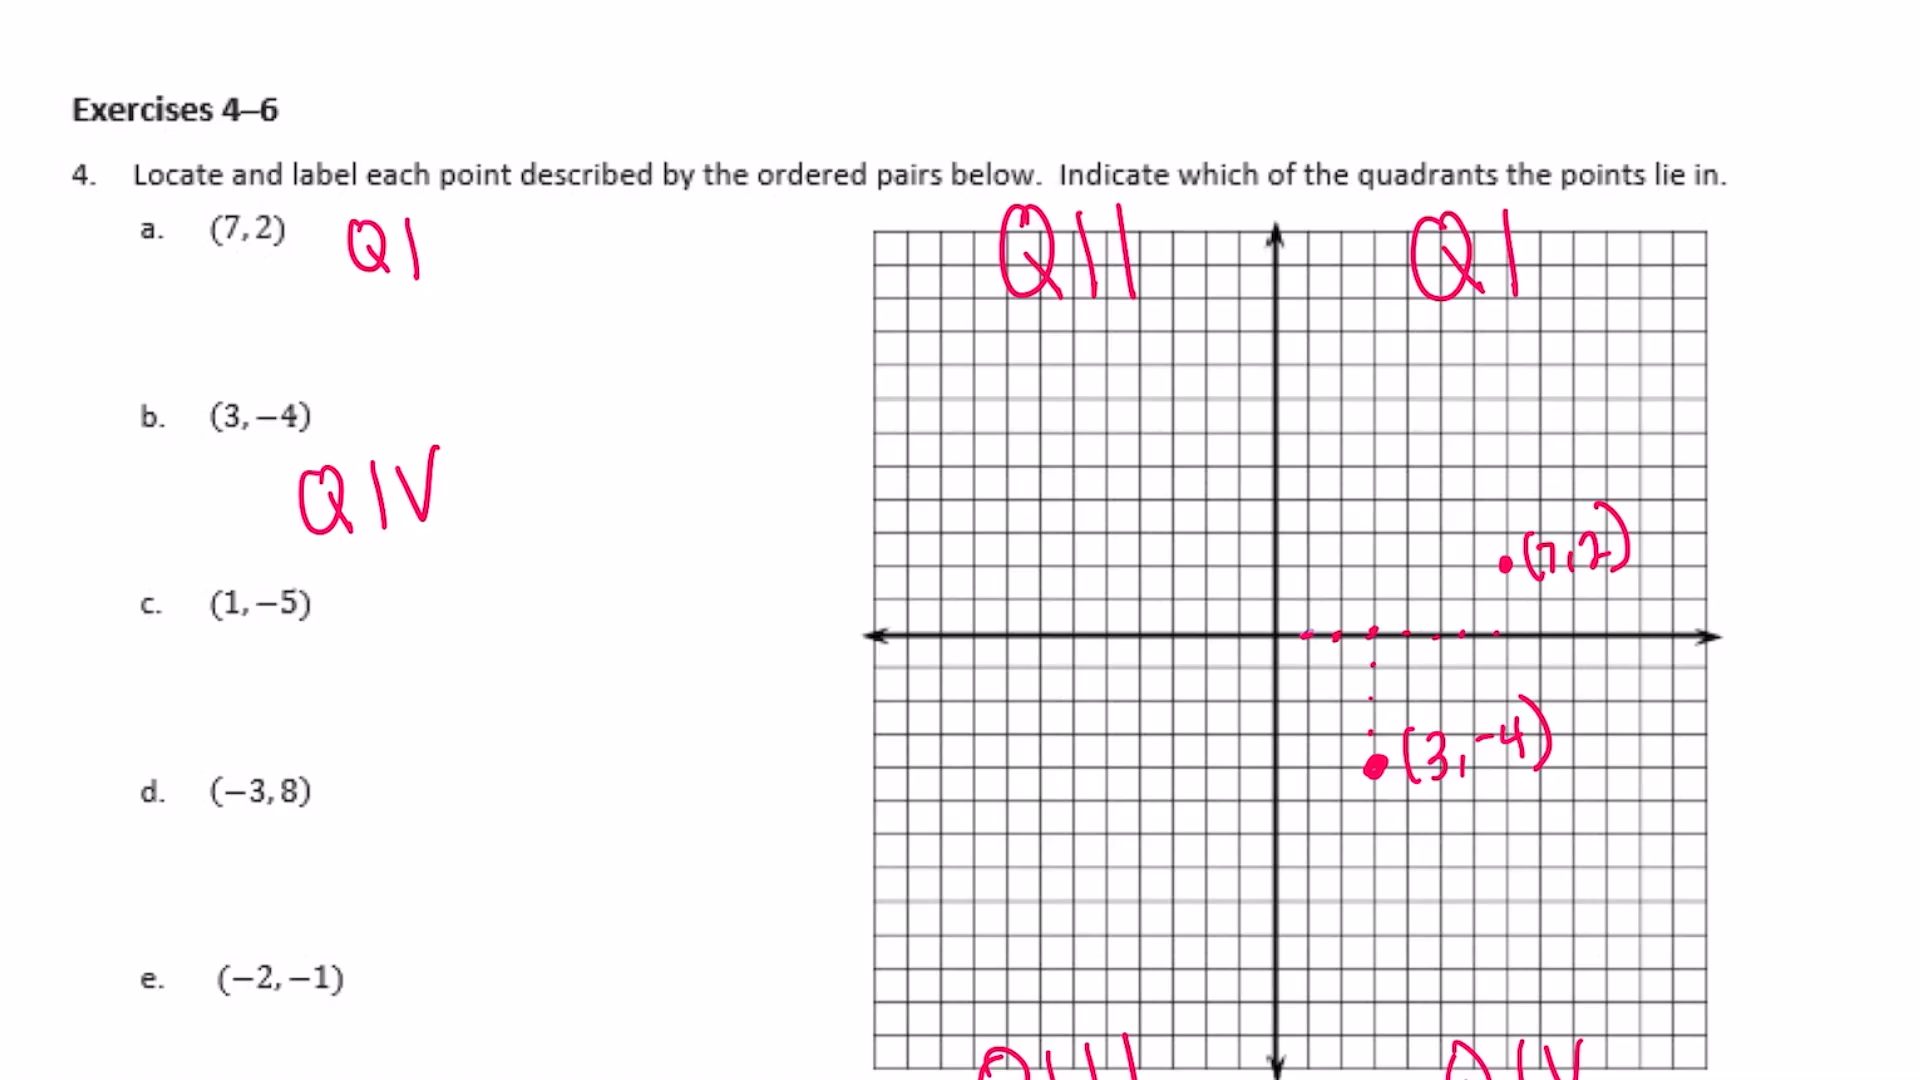 Exercises 4–6
4. Locate and label each point described by the ordered pairs below. Indicate which of the quadrants the points lie in.
a. (7, 2) QI
QII QI
b. (3, −4)
QIV
(7,2)
c. (1, −5)
(3,-4)
d. (−3, 8)
e. (−2, −1)
QIII QIV